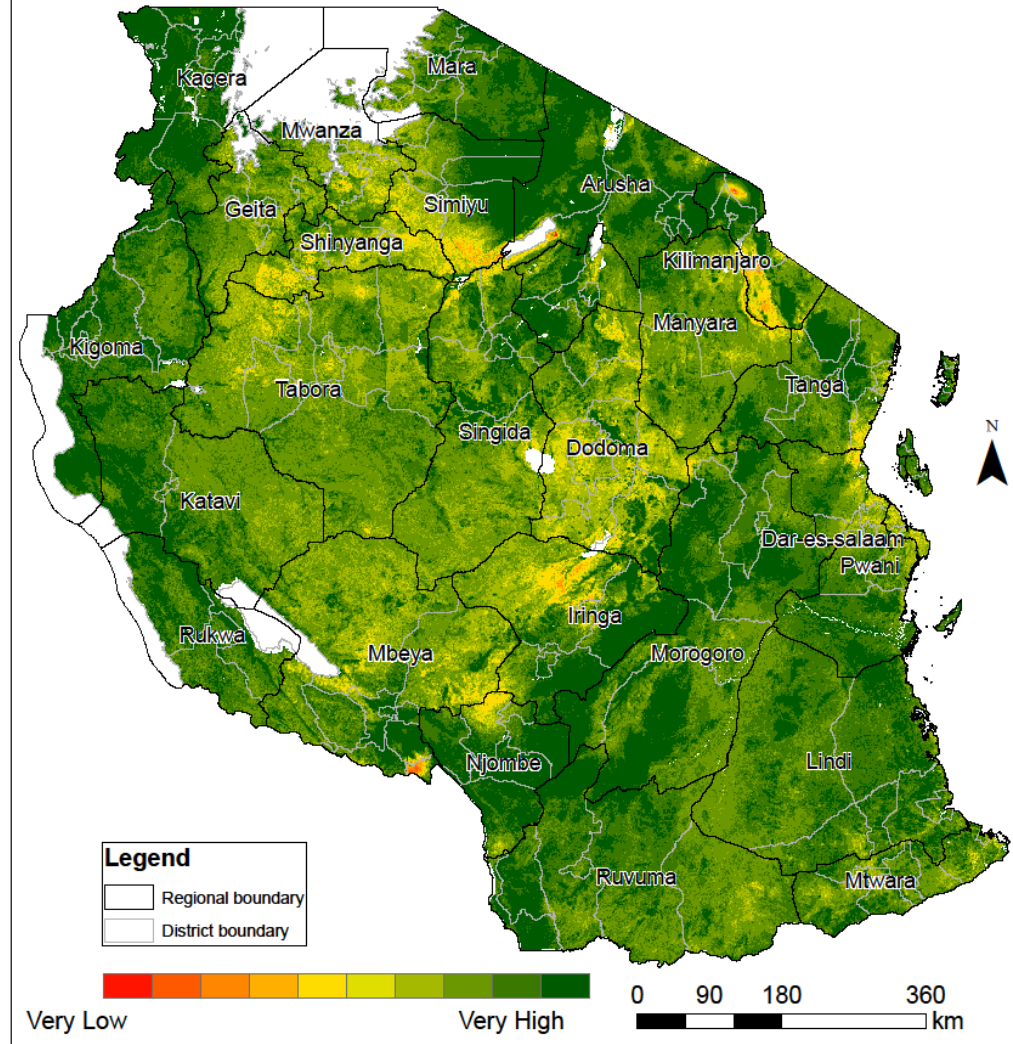 Kagera
Mara
Mwanza
Arusha
Geita
Simiyu
Shinyanga
Kilimanjaro
Manyara
Kigoma
Tabora
Tanga
Singida
Dodoma
N
Katavi
Dar-es-salaam
Pwani
Iringa
Rukwa
Mbeya
Morogoro
Njombe
Lindi
Ruvuma
Mtwara
Legend
Regional boundary
District boundary
Very Low
Very High
0 90 180 360
km